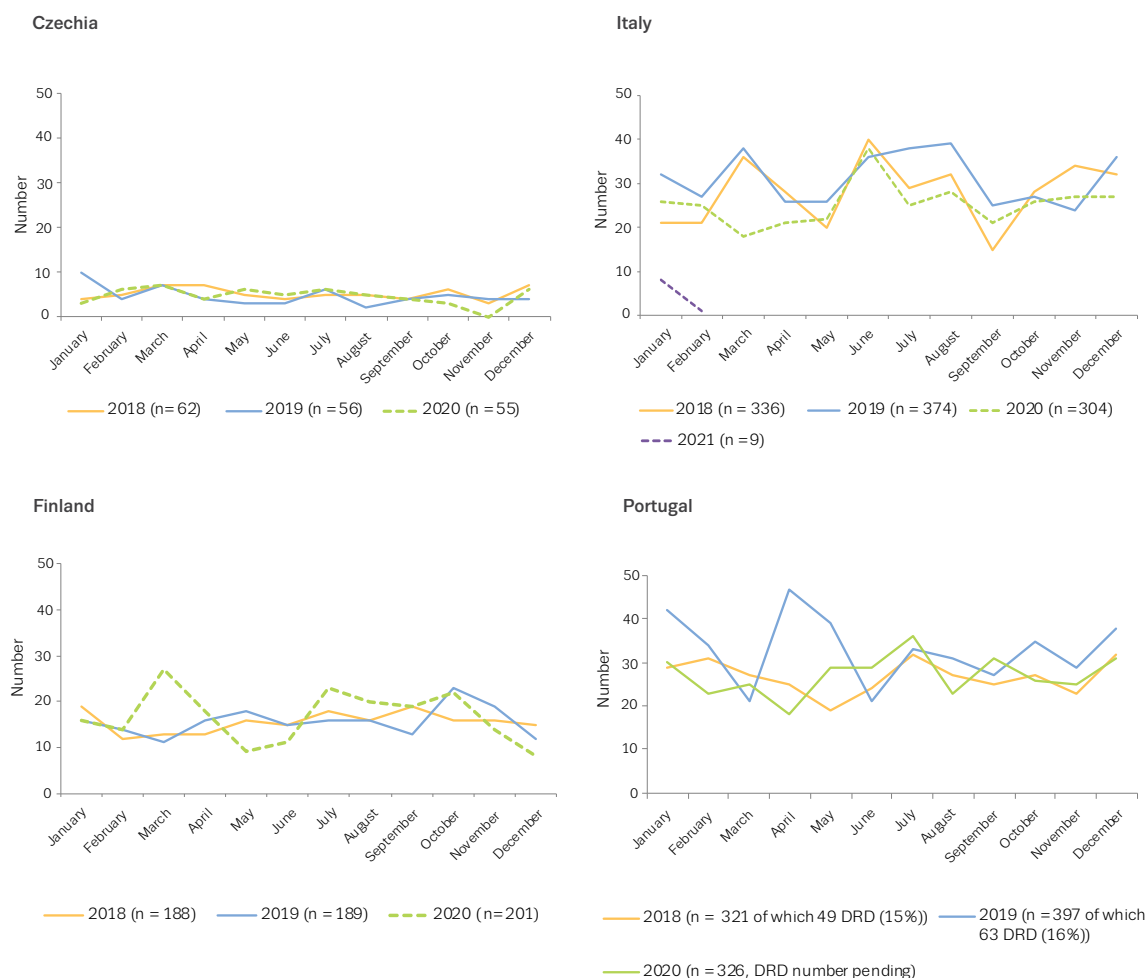 Czechia
50
40
30
20
10
0
Number
January
February
March
April
May
June
July
August
September
October
November
December
2018 (n= 62)
2019 (n = 56)
2020 (n= 55)
Italy
50
40
30
20
10
0
Number
January
February
March
April
May
June
July
August
September
October
November
December
2018 (n = 336)
2019 (n = 374)
2020 (n =304)
2021 (n =9)
Finland
50
40
30
20
10
0
Number
January
February
March
April
May
June
July
August
September
October
November
December
2018 (n = 188)
2019 (n = 189)
2020 (n=201)
Portugal
50
40
30
20
10
0
Number
January
February
March
April
May
June
July
August
September
October
November
December
2018 (n = 321 of which 49 DRD (15%))
2019 (n =397 of which
63 DRD (16%))
2020 (n =326, DRD number pending)